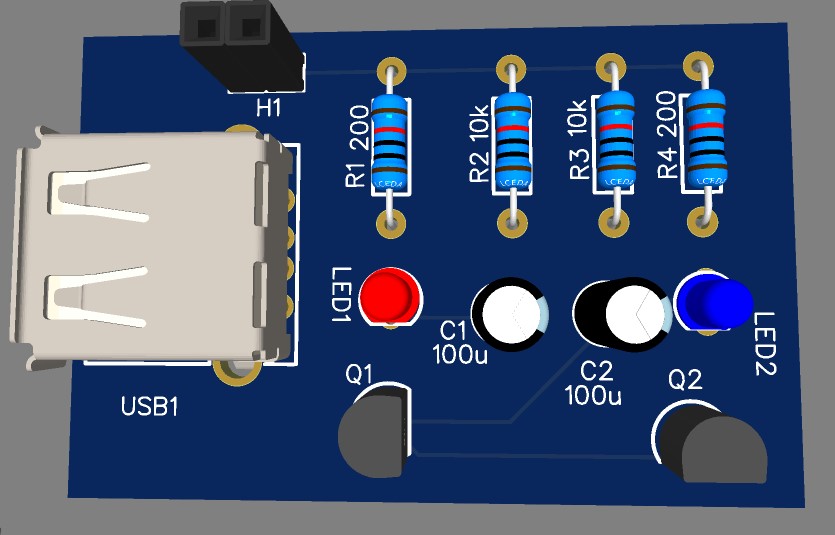 H1
R1 200
R2 10k
R3 10k
R4 200
LED1
C1
100u
C2
100u
LED2
Q1
Q2
USB1